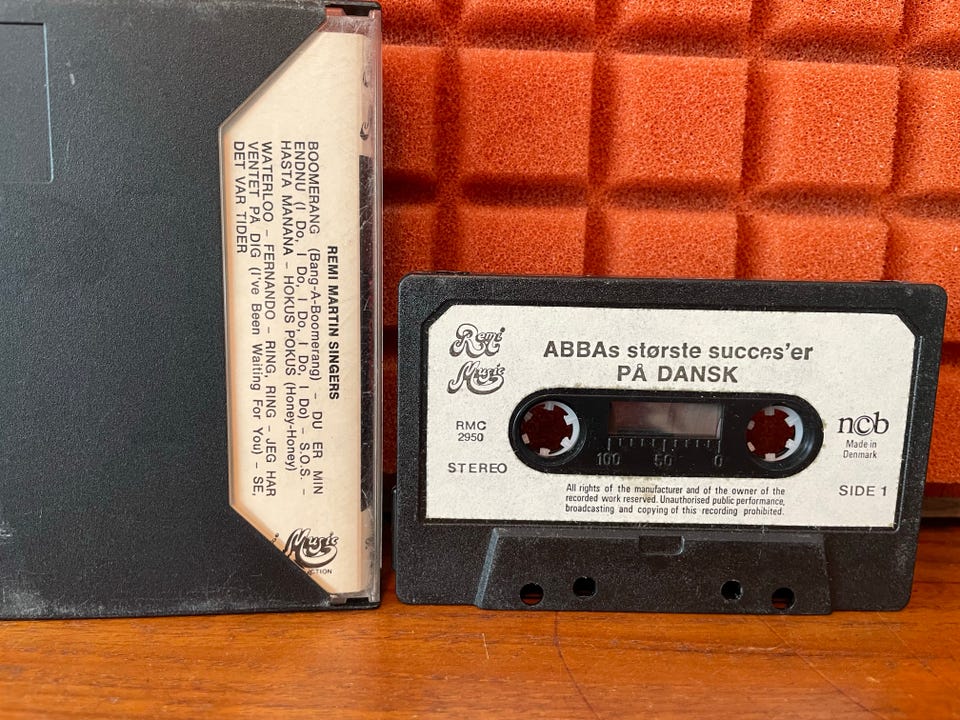 REMI MARTIN SINGERS
BOOMERANG (Bang-A-Boomerang) – DU ER MIN
ENDNU (I Do, I Do, I Do, I Do, I Do) – S.O.S. –
HASTA MANANA – HOKUS POKUS (Honey-Honey)
WATERLOO – FERNANDO – RING, RING – JEG HAR
VENTET PÅ DIG (I've Been Waiting For You) – SE,
DET VAR TIDER
Music
Remi
Music
ABBAs største succes'er
PÅ DANSK
RMC
2950
STEREO
100 50 0
ncb
Made in
Denmark
SIDE 1
All rights of the manufacturer and of the owner of the
recorded work reserved. Unauthorised public performance,
broadcasting and copying of this recording prohibited.